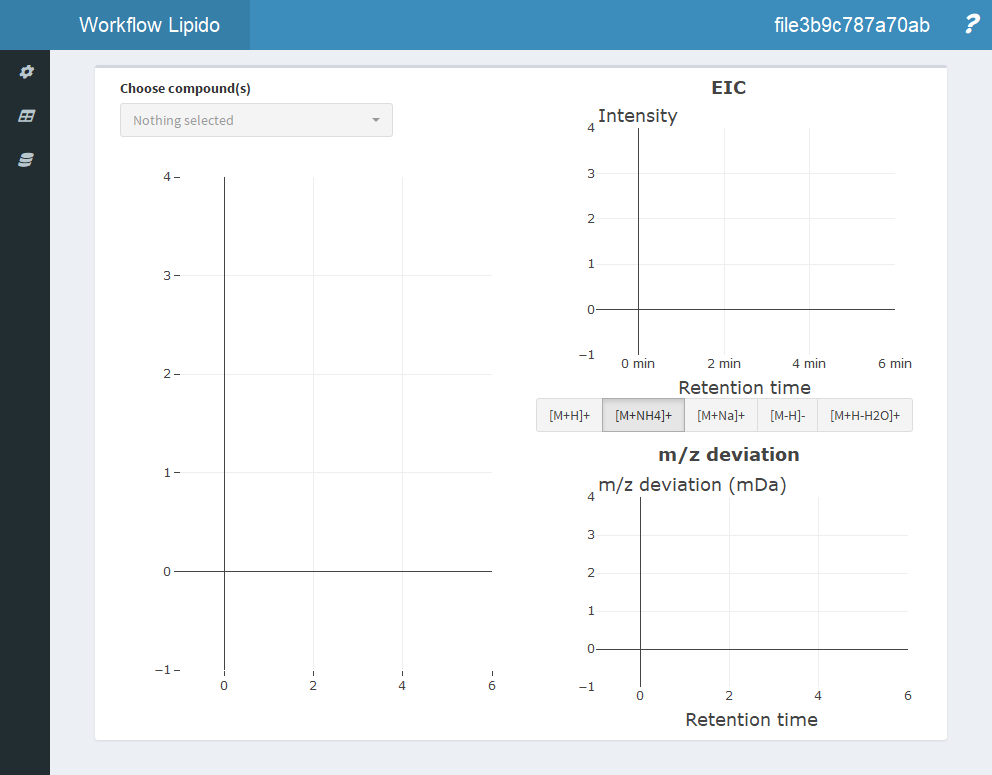 Workflow Lipido
file3b9c787a70ab
?
Choose compound(s)
Nothing selected
4
3
2
1
0
−1
0 2 4 6
EIC
Intensity
4
3
2
1
0
−1
0 min 2 min 4 min 6 min
Retention time
[M+H]+ [M+NH4]+ [M+Na]+ [M-H]- [M+H-H2O]+
m/z deviation
m/z deviation (mDa)
4
3
2
1
0
−1
0 2 4 6
Retention time